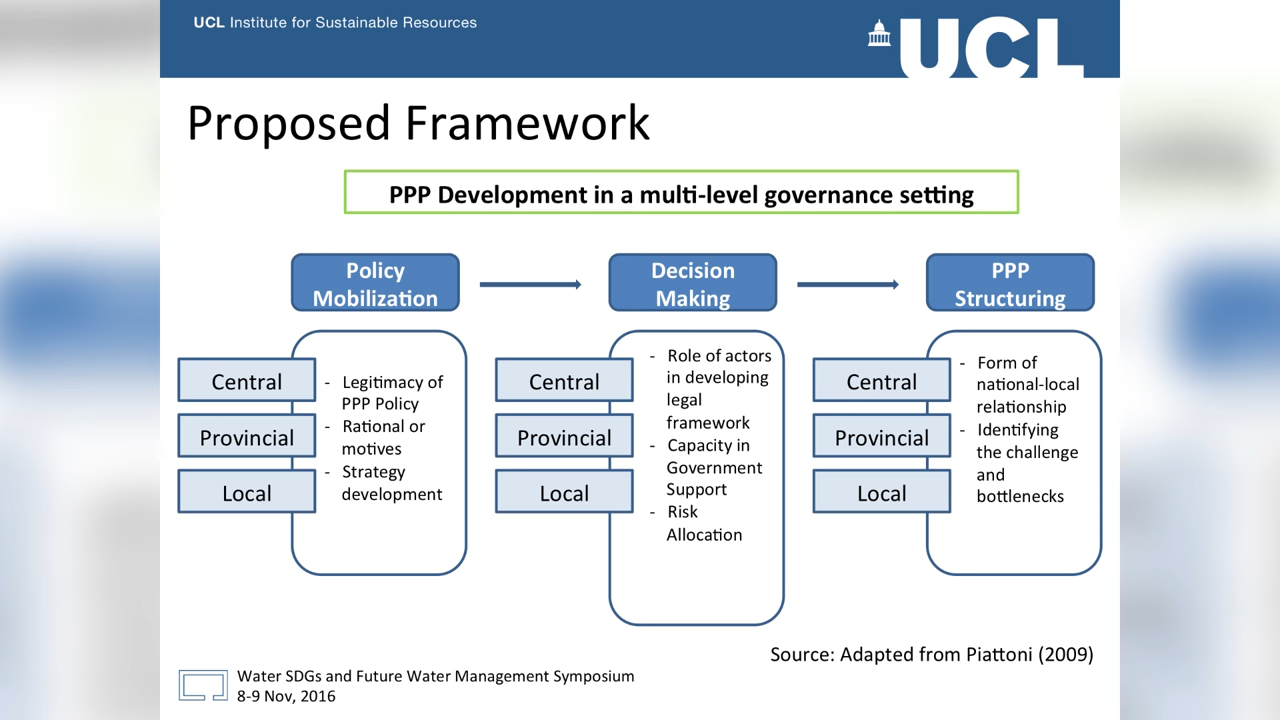 UCL Institute for Sustainable Resources
UCL
Proposed Framework
PPP Development in a multi-level governance setting
Policy
Mobilization
Decision
Making
PPP
Structuring
Central
Provincial
Local
- Legitimacy of
PPP Policy
- Rational or
motives
- Strategy
development
Central
Provincial
Local
- Role of actors
in developing
legal
framework
- Capacity in
Government
Support
- Risk
Allocation
Central
Provincial
Local
- Form of
national-local
relationship
- Identifying
the challenge
and
bottlenecks
Source: Adapted from Piattoni (2009)
Water SDGs and Future Water Management Symposium
8-9 Nov, 2016